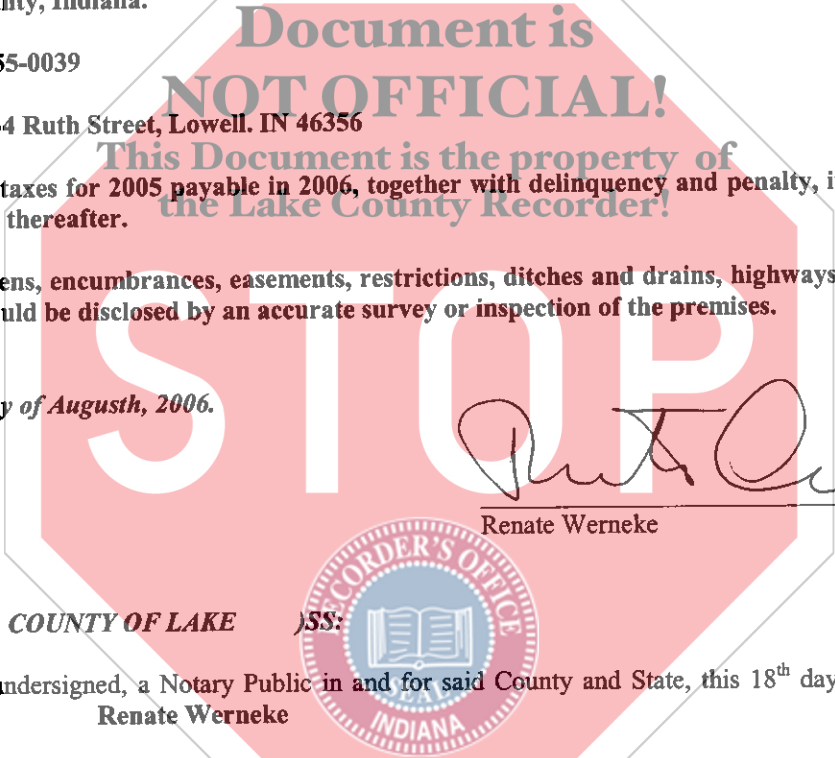 nty, Indiana.
Document is
55-0039
NOT OFFICIAL!
4 Ruth Street, Lowell. IN 46356
This Document is the property of
taxes for 2005 payable in 2006, together with delinquency and penalty, i
the Lake County Recorder!
thereafter.
ens, encumbrances, easements, restrictions, ditches and drains, highways
uld be disclosed by an accurate survey or inspection of the premises.
STOP
y of Augusth, 2006.
Renate Werneke
RECORDER'S OFFICE
COUNTY OF LAKE )SS:
SEAL
ndersigned, a Notary Public in and for said County and State, this 18th day
Renate Werneke
INDIANA